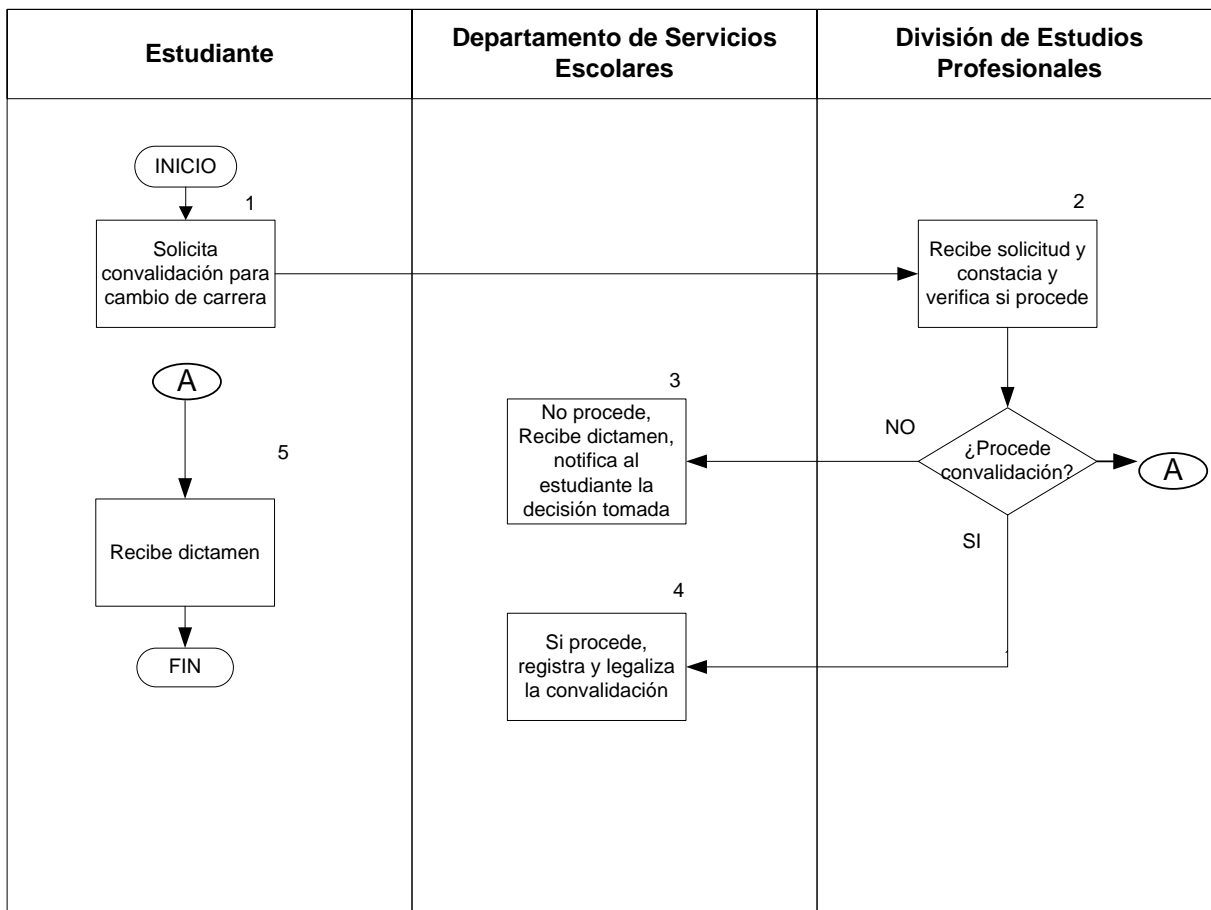 Estudiante
Departamento de Servicios
Escolares
División de Estudios
Profesionales
INICIO
1
Solicita
convalidación para
cambio de carrera
2
Recibe solicitud y
constacia y
verifica si procede
A
3
No procede,
Recibe dictamen,
notifica al
estudiante la
decisión tomada
NO
¿Procede
convalidación?
A
SI
5
Recibe dictamen
FIN
4
Si procede,
registra y legaliza
la convalidación